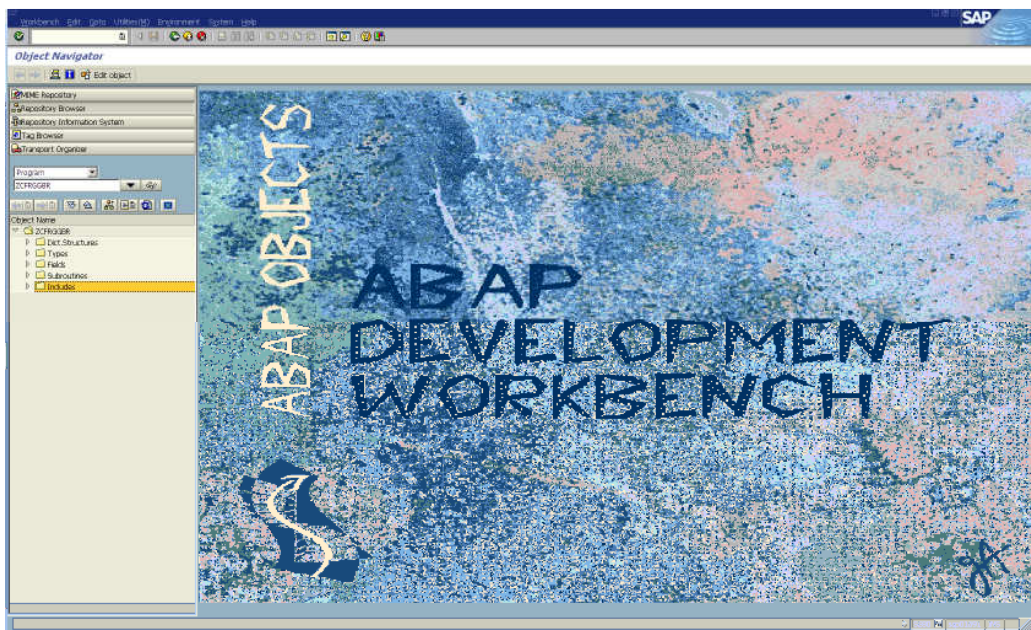 Workbench Edit Goto Utilities(M) Environment System Help
SAP
Object Navigator
Edit object
MIME Repository
Repository Browser
Repository Information System
Tag Browser
Transport Organizer
Program
ZCFRGGBR
Object Name
ZCFRGGBR
Dict.Structures
Types
Fields
Subroutines
Includes
ABAP OBJECTS
ABAP
DEVELOPMENT
WORKBENCH